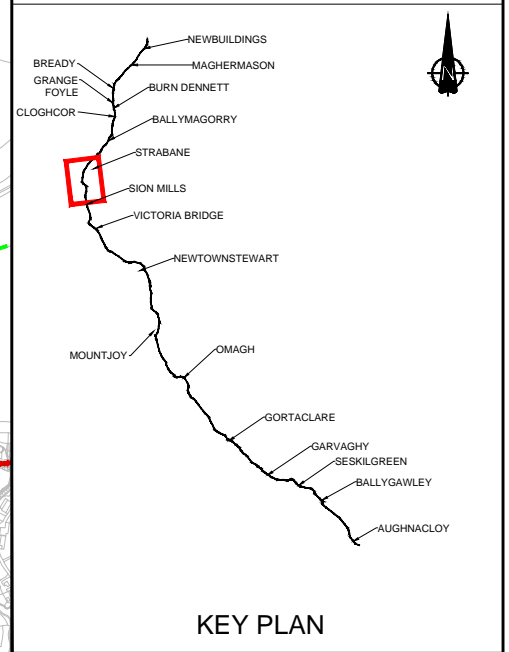 NEWBUILDINGS
BREADY
MAGHERMASON
GRANGE
FOYLE
BURN DENNETT
CLOGHCOR
BALLYMAGORRY
STRABANE
SION MILLS
VICTORIA BRIDGE
NEWTOWNSTEWART
MOUNTJOY
OMAGH
GORTACLARE
GARVAGHY
SESKILGREEN
BALLYGAWLEY
AUGHNACLOY
KEY PLAN